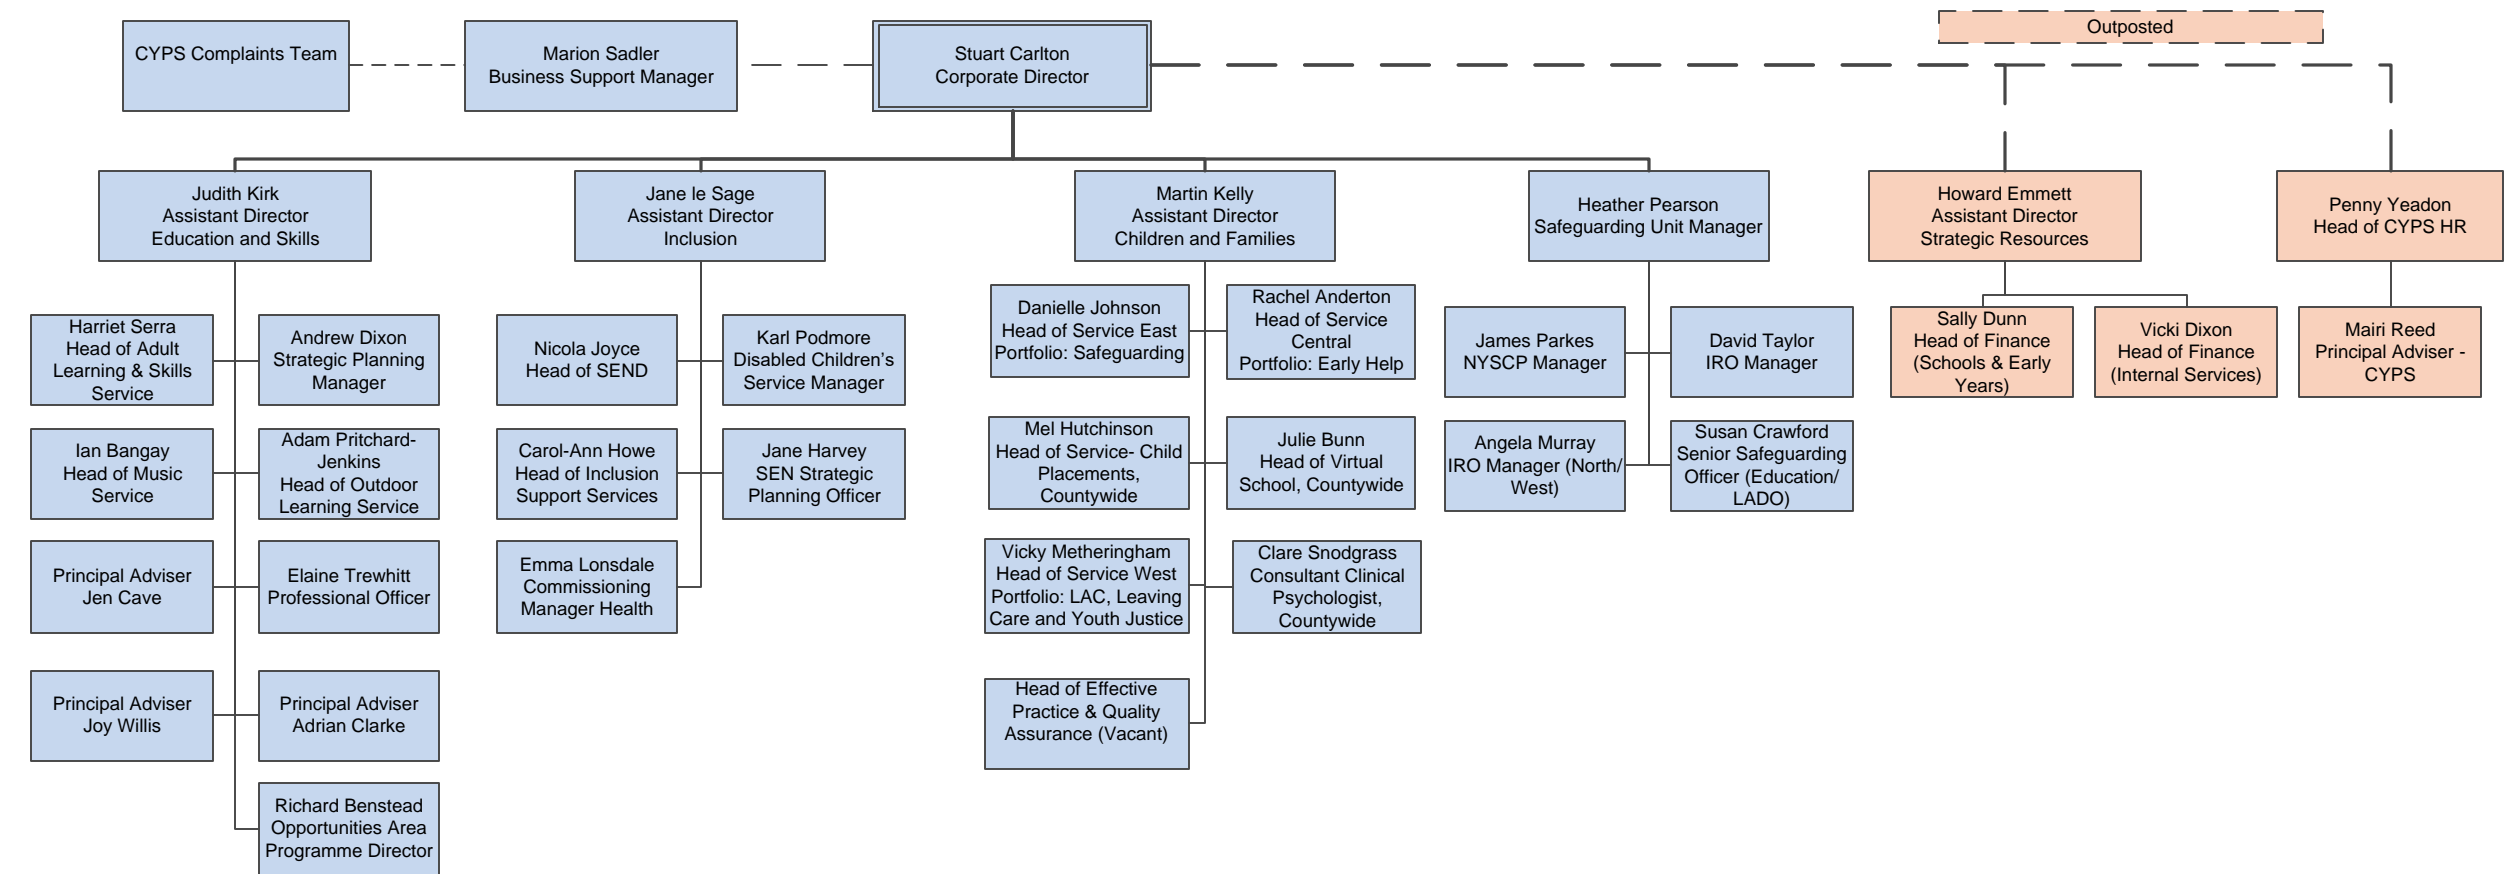 Outposted
CYPS Complaints Team
Marion Sadler
Business Support Manager
Stuart Carlton
Corporate Director
Judith Kirk
Assistant Director
Education and Skills
Jane le Sage
Assistant Director
Inclusion
Martin Kelly
Assistant Director
Children and Families
Heather Pearson
Safeguarding Unit Manager
Howard Emmett
Assistant Director
Strategic Resources
Penny Yeadon
Head of CYPS HR
Harriet Serra
Head of Adult
Learning & Skills
Service
Andrew Dixon
Strategic Planning
Manager
Nicola Joyce
Head of SEND
Karl Podmore
Disabled Children’s
Service Manager
Danielle Johnson
Head of Service East
Portfolio: Safeguarding
Rachel Anderton
Head of Service
Central
Portfolio: Early Help
James Parkes
NYSCP Manager
David Taylor
IRO Manager
Sally Dunn
Head of Finance
(Schools & Early
Years)
Vicki Dixon
Head of Finance
(Internal Services)
Mairi Reed
Principal Adviser -
CYPS
Ian Bangay
Head of Music
Service
Adam Pritchard-
Jenkins
Head of Outdoor
Learning Service
Carol-Ann Howe
Head of Inclusion
Support Services
Jane Harvey
SEN Strategic
Planning Officer
Mel Hutchinson
Head of Service- Child
Placements,
Countywide
Julie Bunn
Head of Virtual
School, Countywide
Angela Murray
IRO Manager (North/
West)
Susan Crawford
Senior Safeguarding
Officer (Education/
LADO)
Principal Adviser
Jen Cave
Elaine Trewhitt
Professional Officer
Emma Lonsdale
Commissioning
Manager Health
Vicky Metheringham
Head of Service West
Portfolio: LAC, Leaving
Care and Youth Justice
Clare Snodgrass
Consultant Clinical
Psychologist,
Countywide
Principal Adviser
Joy Willis
Principal Adviser
Adrian Clarke
Head of Effective
Practice & Quality
Assurance (Vacant)
Richard Benstead
Opportunities Area
Programme Director